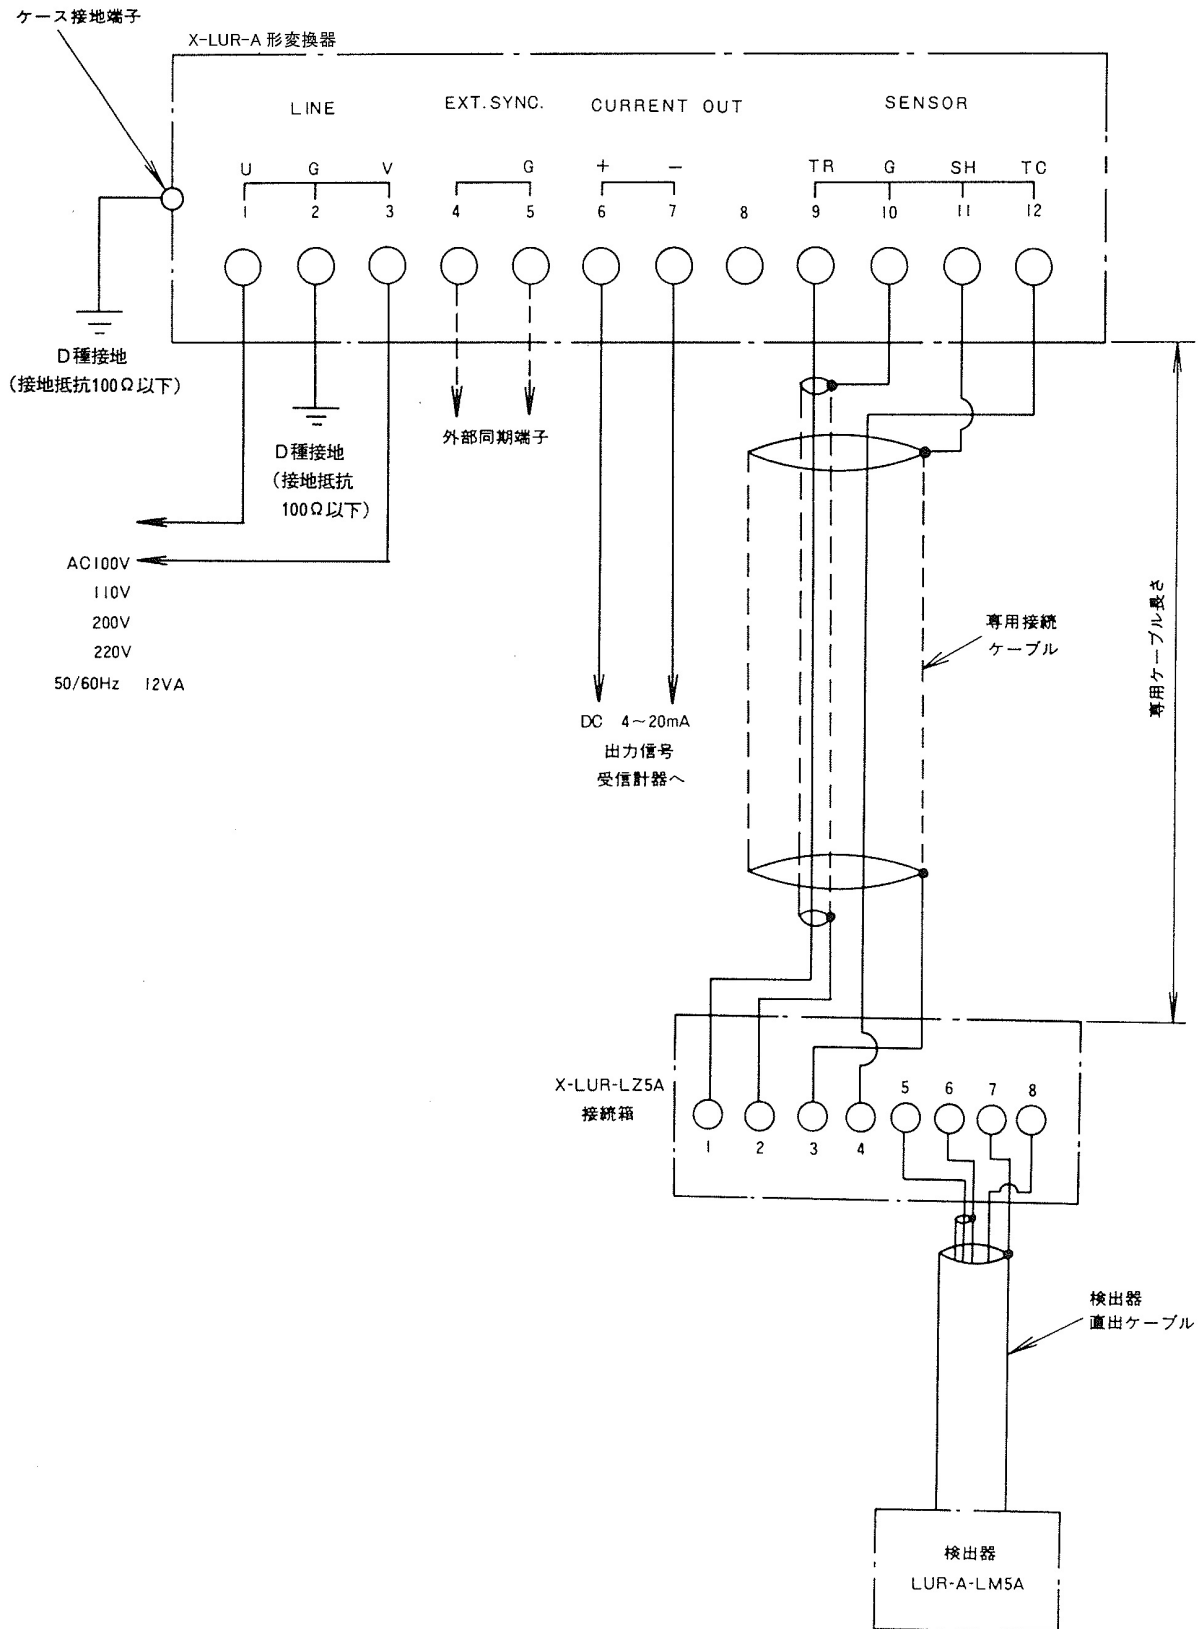 ケース接地端子
X-LUR-A 形変換器
LINE EXT.SYNC. CURRENT OUT SENSOR
U G V G + − TR G SH TC
1 2 3 4 5 6 7 8 9 10 11 12
D種接地
(接地抵抗100Ω以下)
外部同期端子
D種接地
(接地抵抗
100Ω以下)
AC100V
110V
200V
220V
50/60Hz 12VA
専用接続
ケーブル
専用ケーブル長さ
DC 4〜20mA
出力信号
受信計器へ
X-LUR-LZ5A
接続箱
5 6 7 8
1 2 3 4
検出器
直出ケーブル
検出器
LUR-A-LM5A